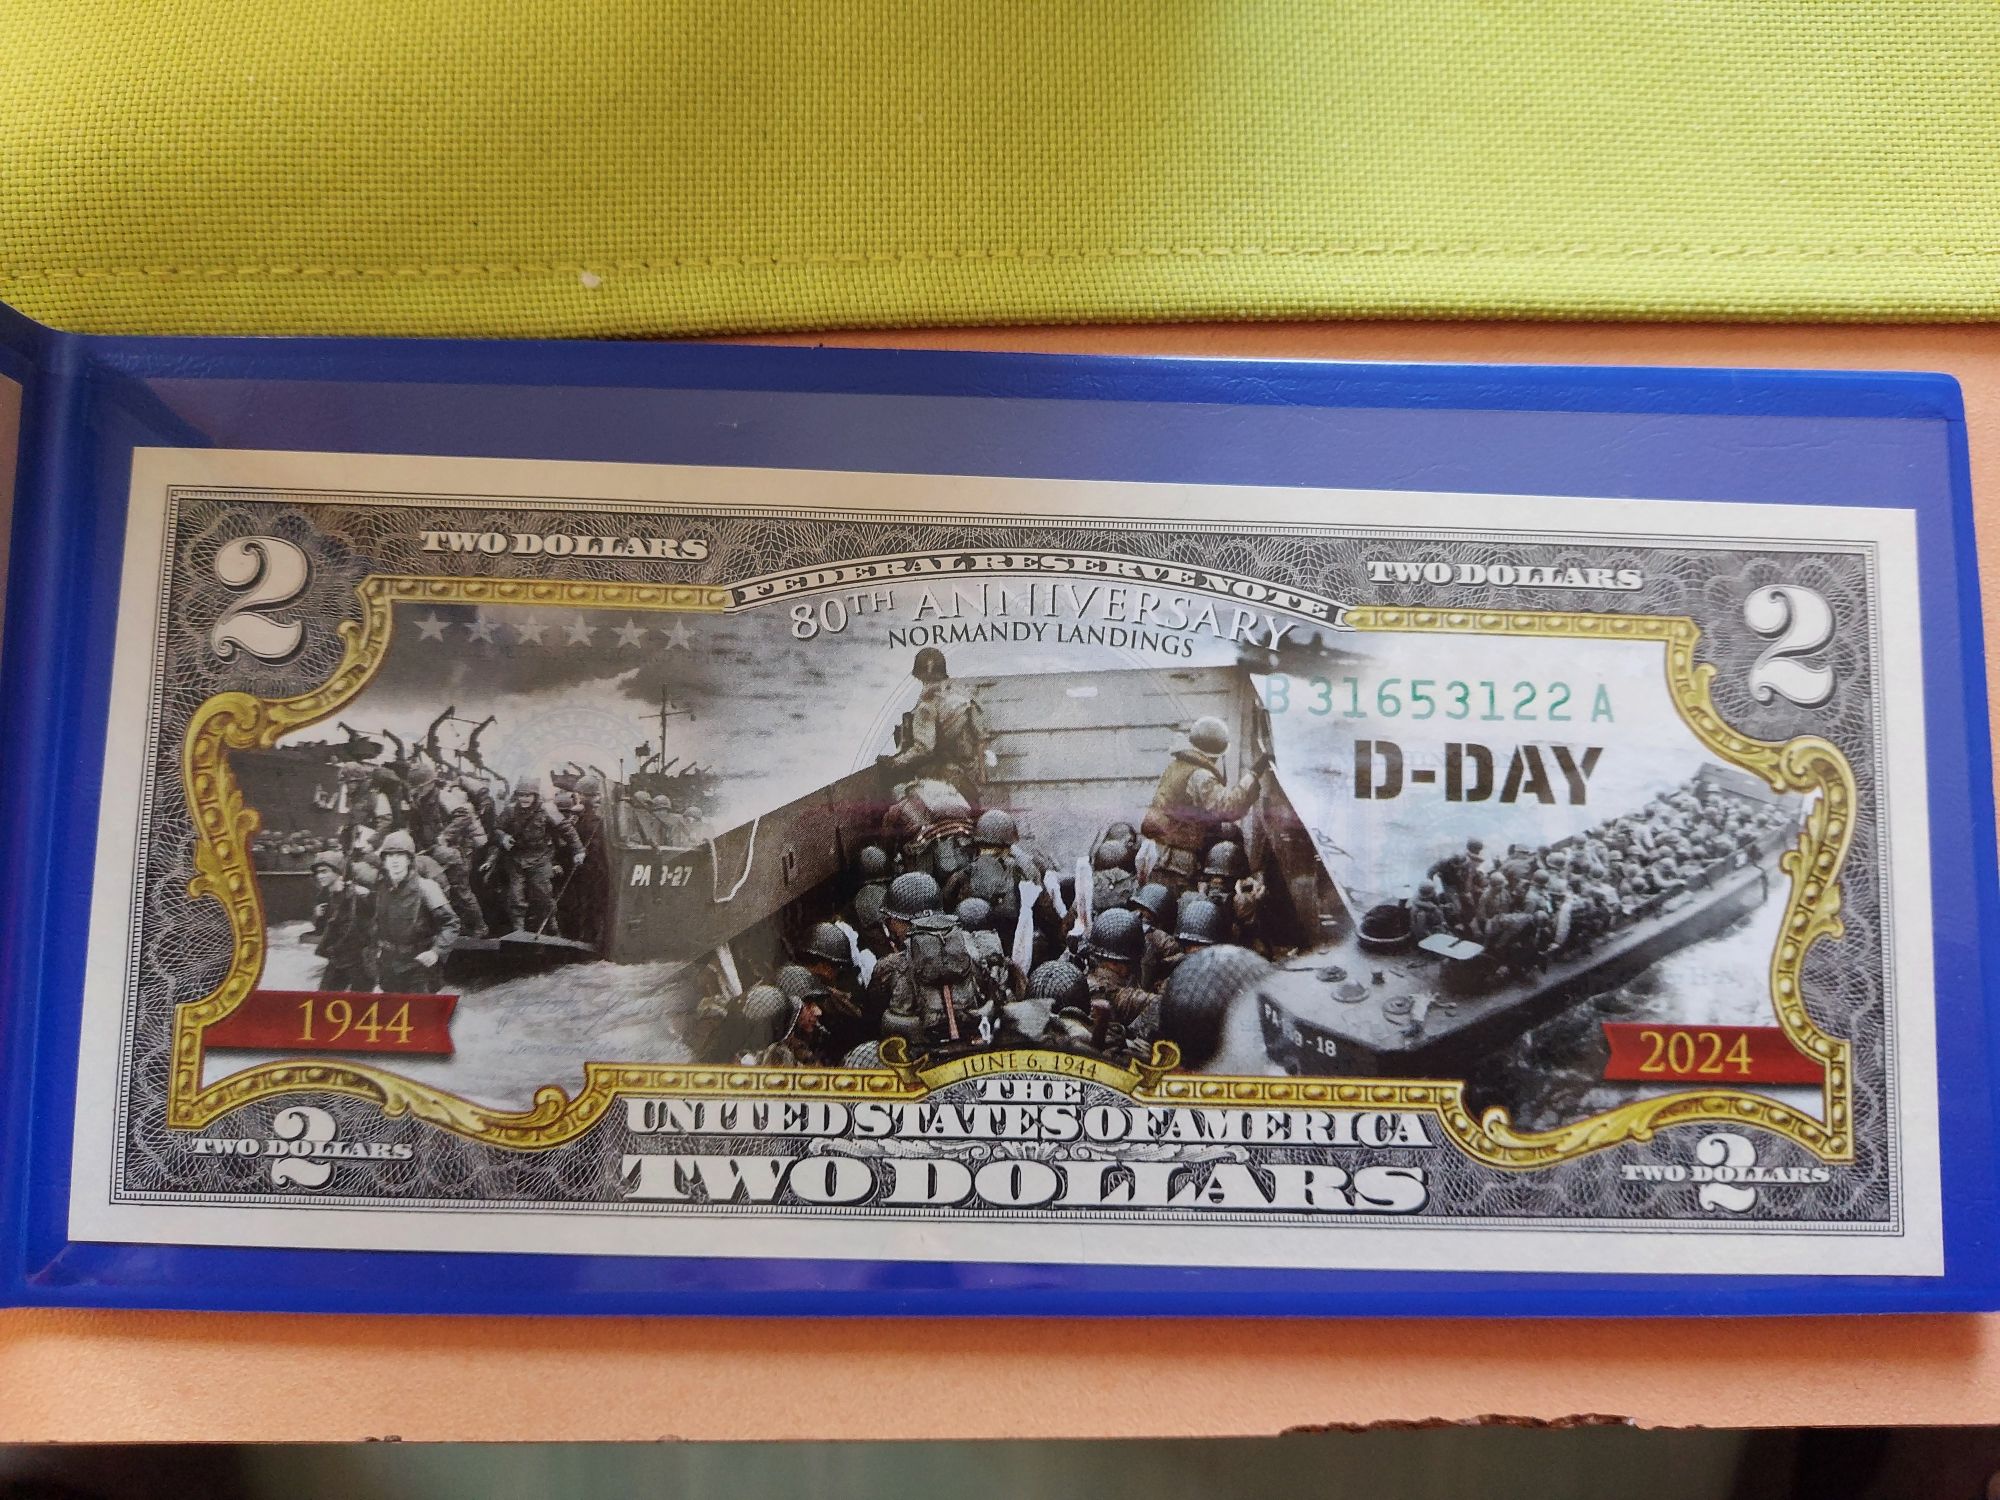 2 TWO DOLLARS TWO DOLLARS 2
FEDERAL RESERVE NOTE
80TH ANNIVERSARY
NORMANDY LANDINGS
B 31653122 A
D-DAY
PA 1-27
1944
2024
JUNE 6, 1944
THE
UNITED STATES OF AMERICA
TWO DOLLARS
2
TWO DOLLARS
2
TWO DOLLARS